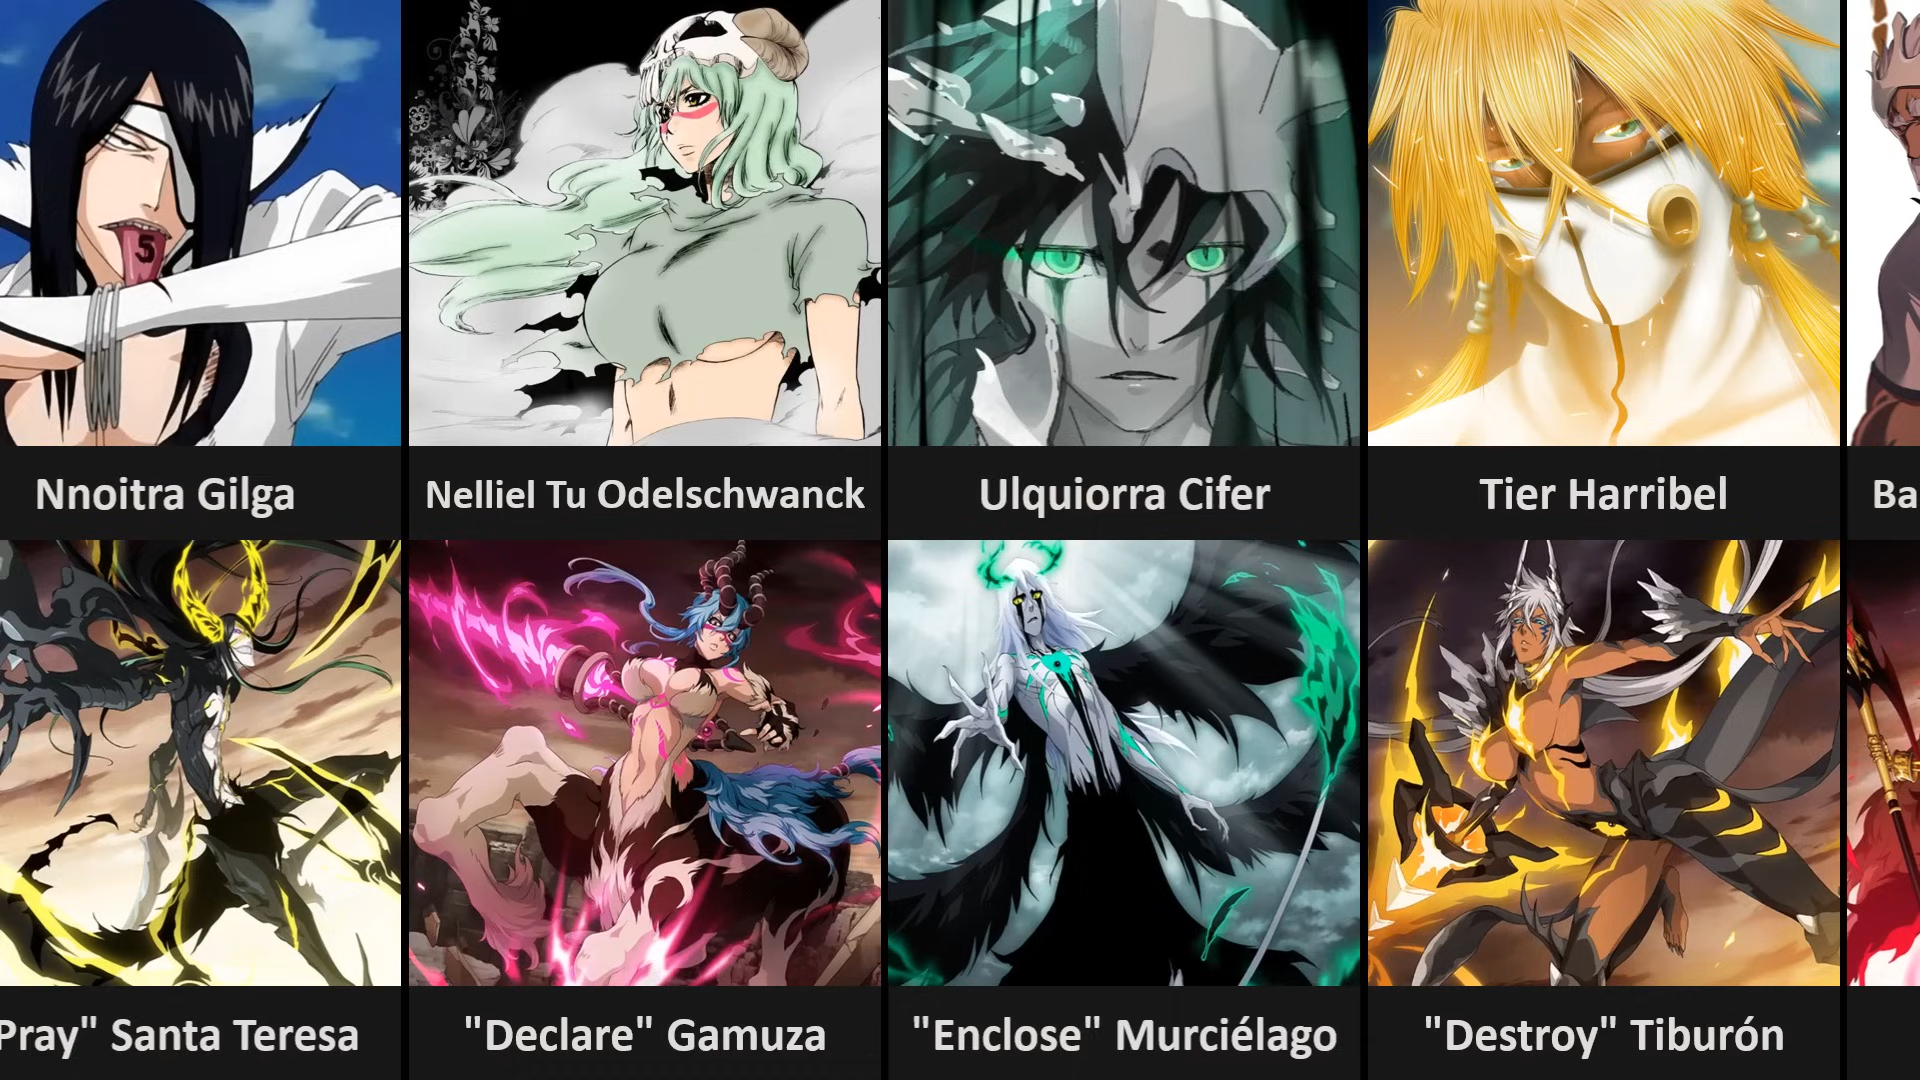 5
Nnoitra Gilga
Nelliel Tu Odelschwanck
Ulquiorra Cifer
Tier Harribel
Ba
Pray" Santa Teresa
"Declare" Gamuza
"Enclose" Murciélago
"Destroy" Tiburón